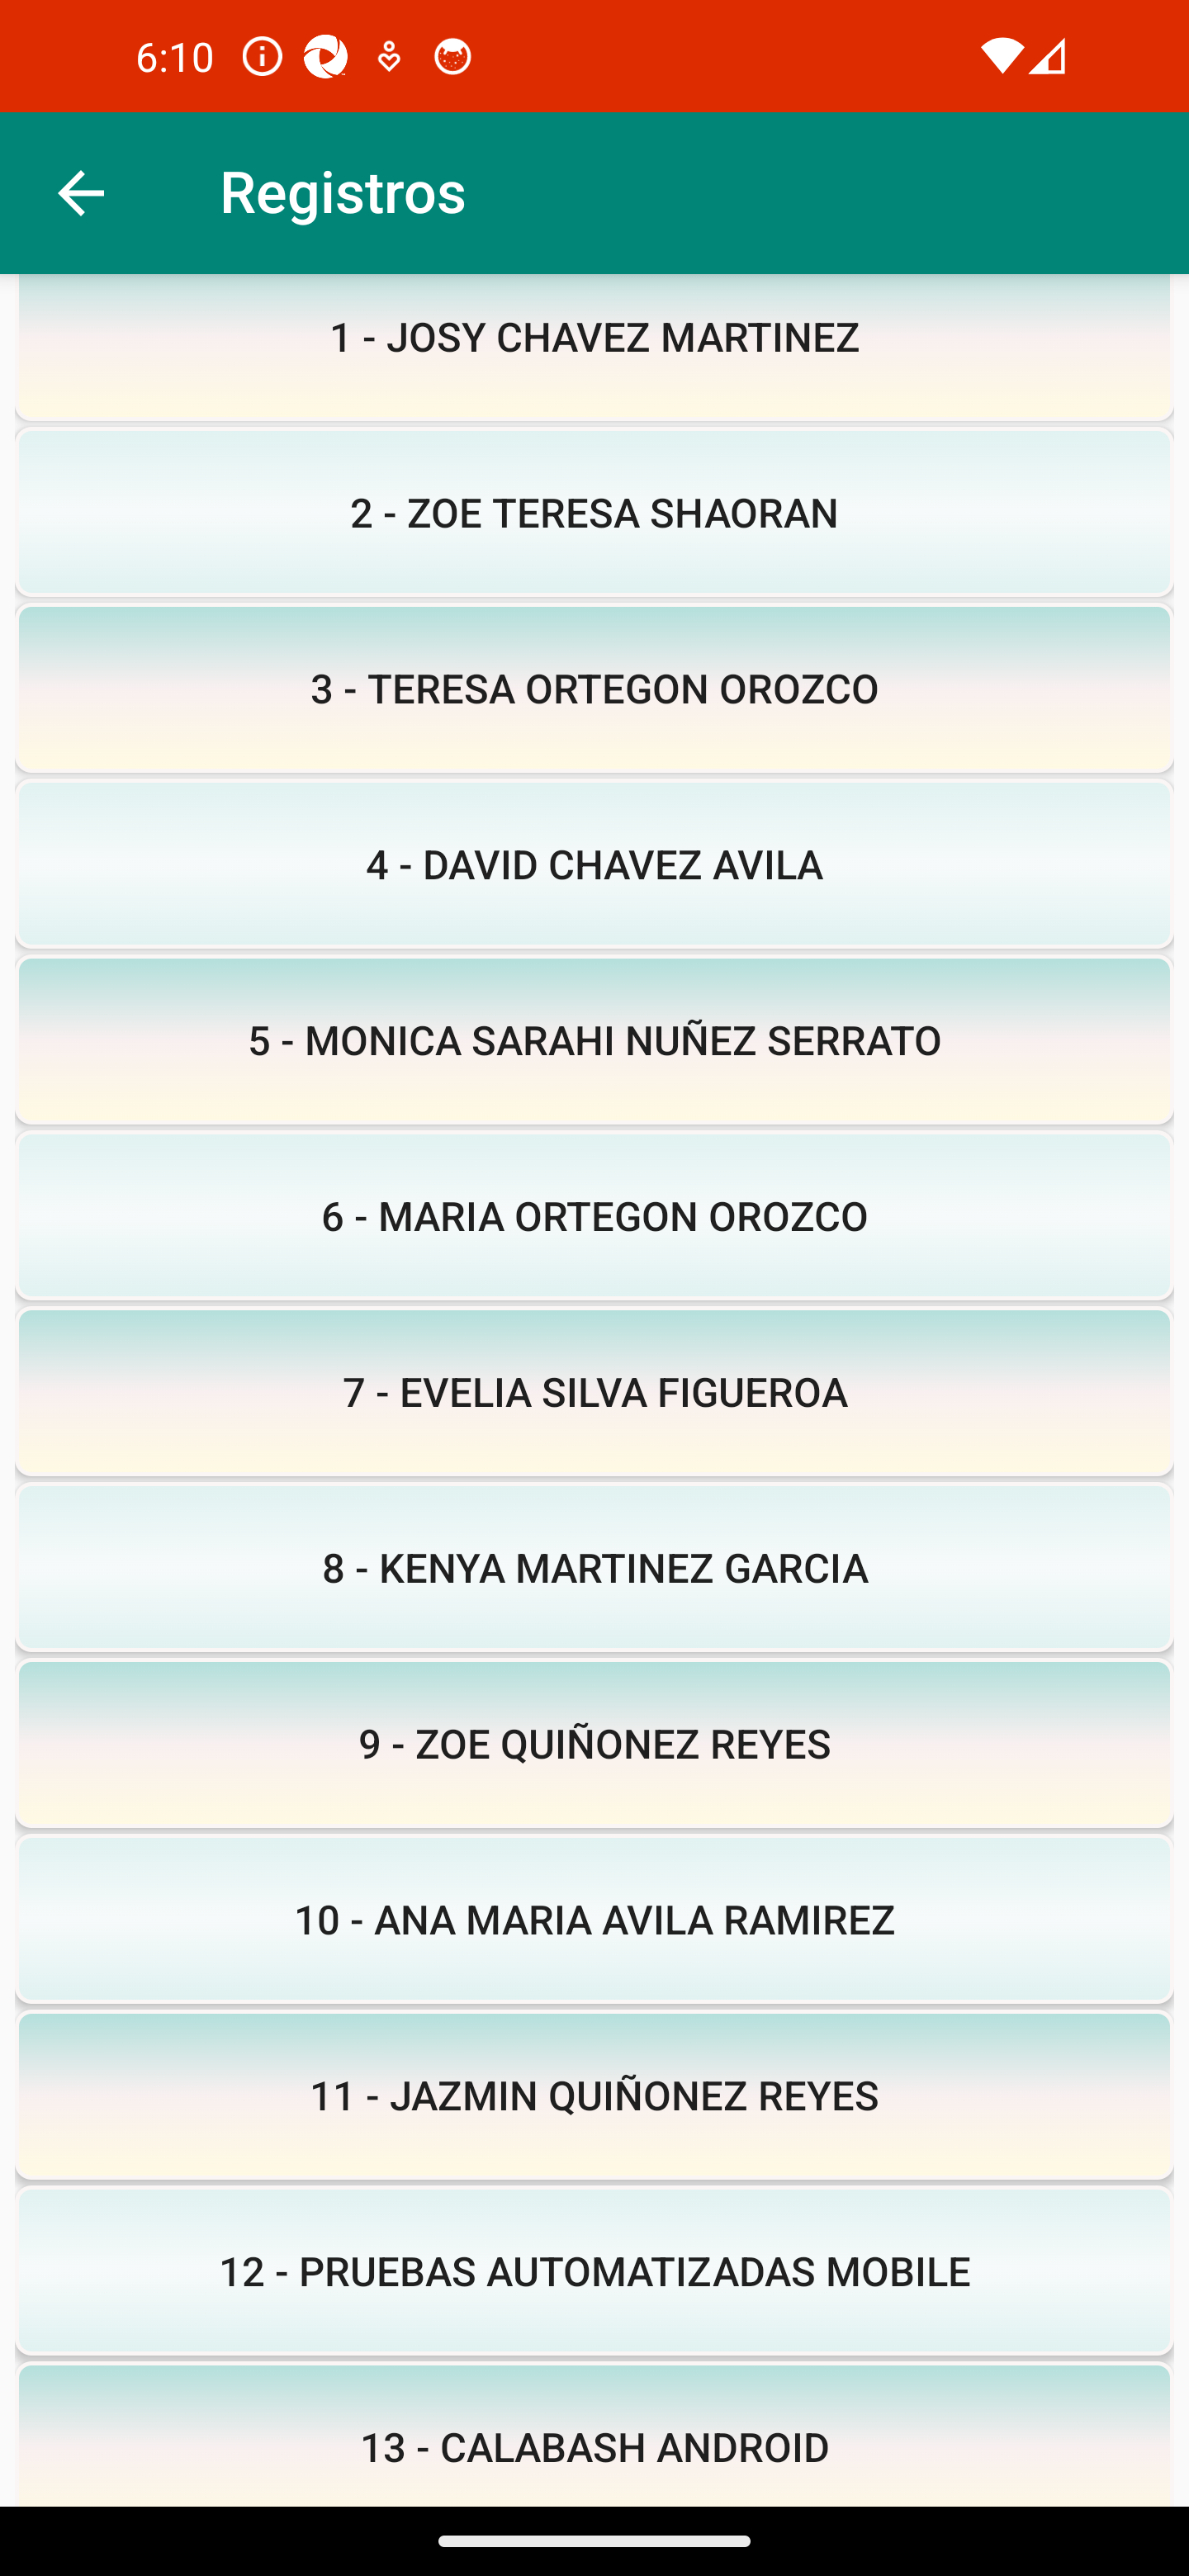 6:10
Registros
1 - JOSY CHAVEZ MARTINEZ
2 - ZOE TERESA SHAORAN
3 - TERESA ORTEGON OROZCO
4 - DAVID CHAVEZ AVILA
5 - MONICA SARAHI NUÑEZ SERRATO
6 - MARIA ORTEGON OROZCO
7 - EVELIA SILVA FIGUEROA
8 - KENYA MARTINEZ GARCIA
9 - ZOE QUIÑONEZ REYES
10 - ANA MARIA AVILA RAMIREZ
11 - JAZMIN QUIÑONEZ REYES
12 - PRUEBAS AUTOMATIZADAS MOBILE
13 - CALABASH ANDROID